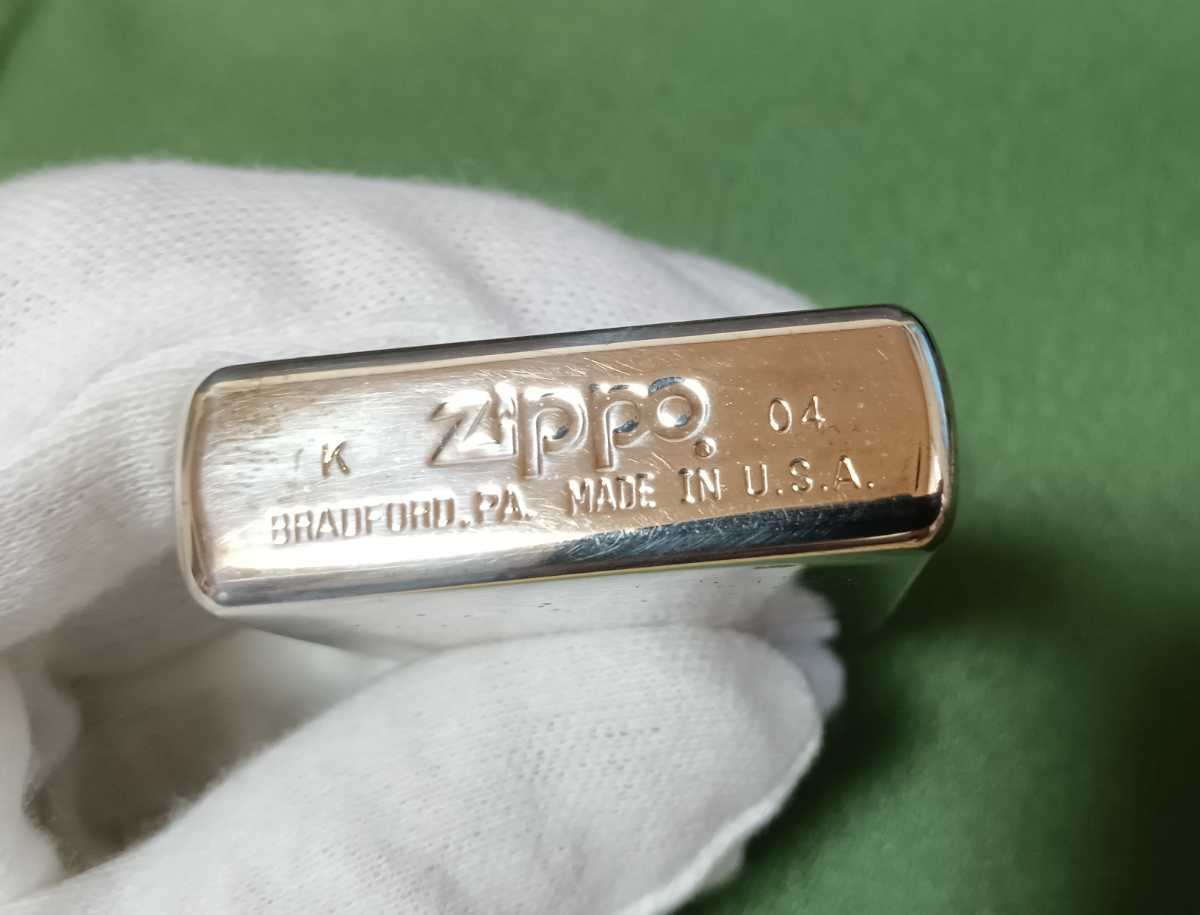 K zippo. 04
BRADFORD,PA. MADE IN U.S.A.